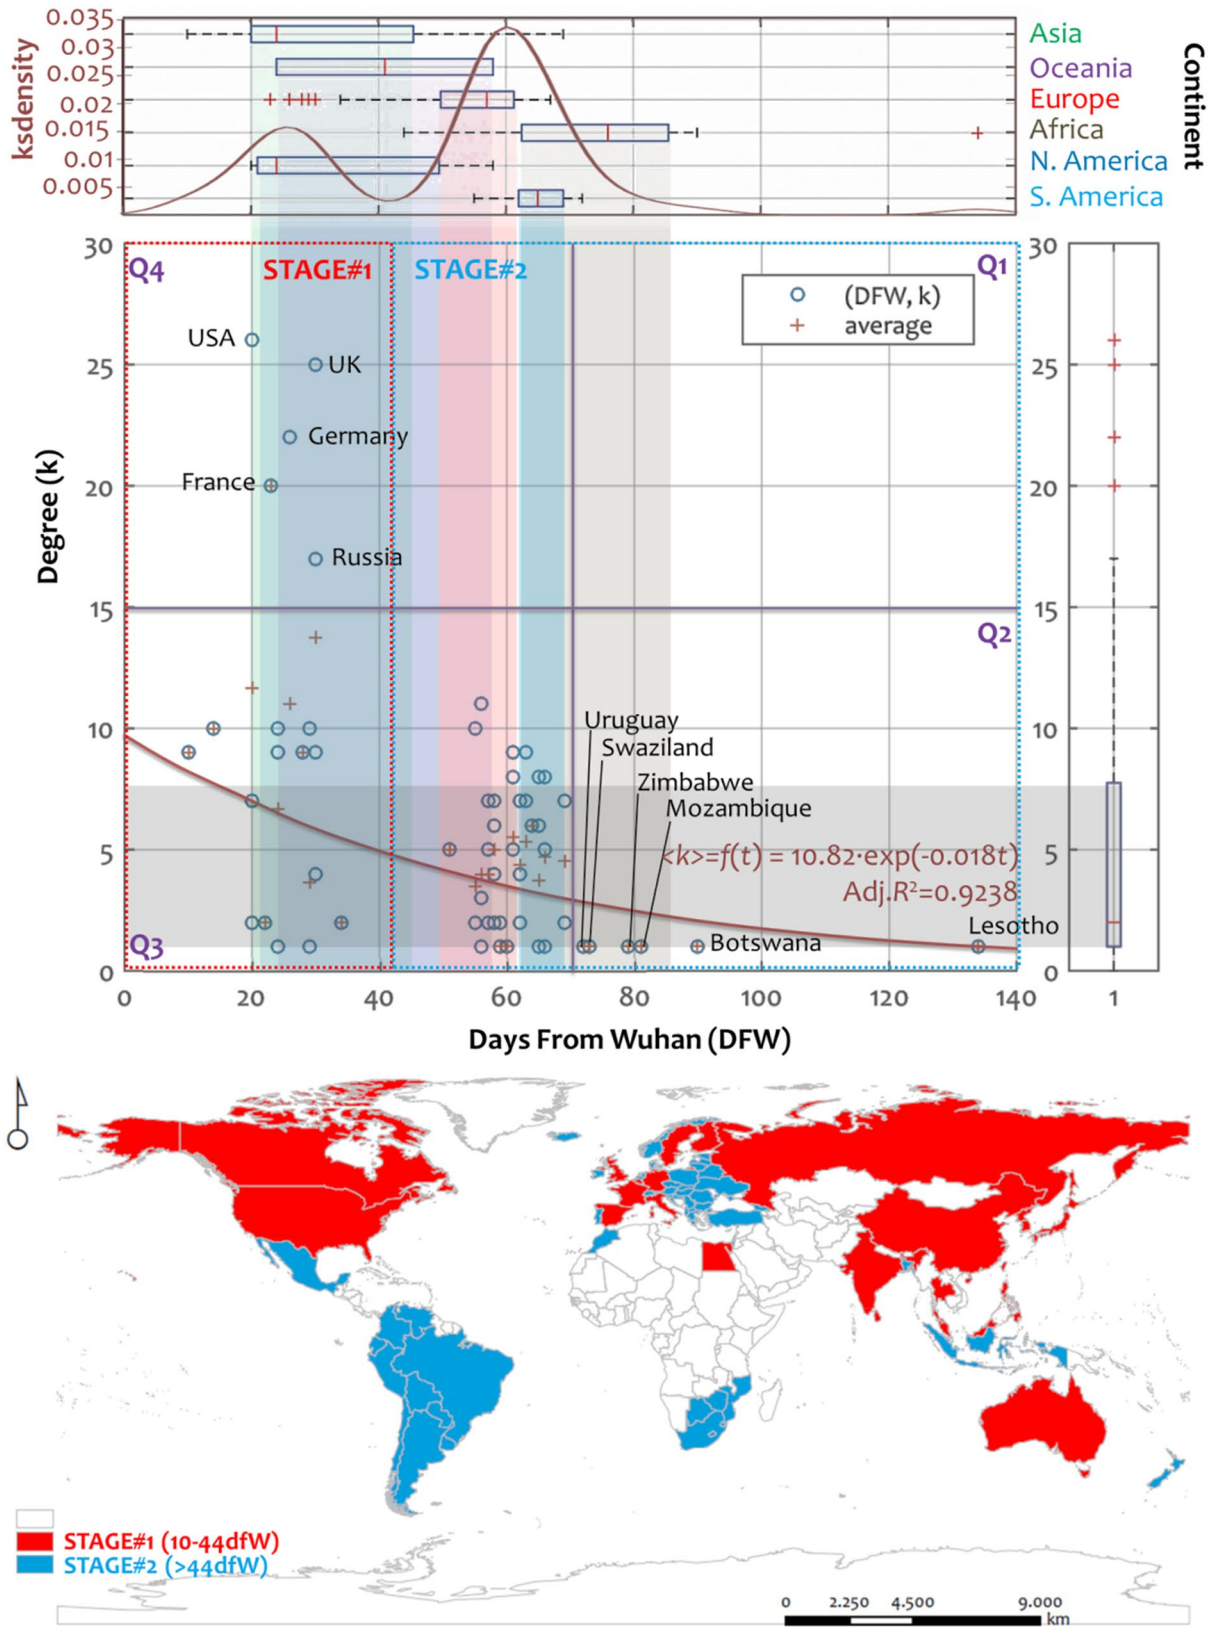 0.035
0.03
0.025
0.02
0.015
0.01
0.005
ksdensity
Asia
Oceania
Europe
Africa
N. America
S. America
Continent
30
25
20
15
10
5
0
Degree (k)
Q4
STAGE#1
STAGE#2
Q1
(DFW, k)
average
USA
UK
Germany
France
Russia
Q2
Uruguay
Swaziland
Zimbabwe
Mozambique
<k>=f(t) = 10.82·exp(-0.018t)
Adj.R²=0.9238
Lesotho
Botswana
Q3
0 20 40 60 80 100 120 140
Days From Wuhan (DFW)
30
25
20
15
10
5
0
1
STAGE#1 (10-44dfW)
STAGE#2 (>44dfW)
0 2.250 4.500 9.000
km